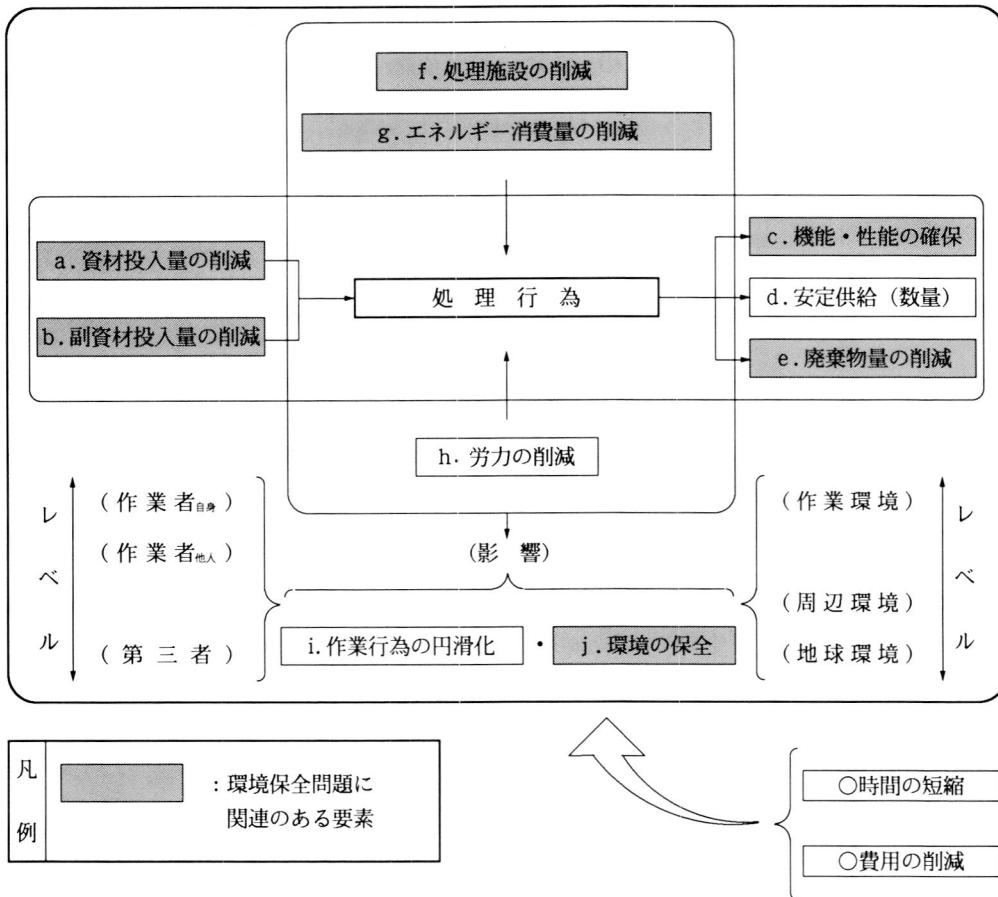 f.処理施設の削減
g.エネルギー消費量の削減
a.資材投入量の削減
b.副資材投入量の削減
処理行為
c.機能・性能の確保
d.安定供給（数量）
e.廃棄物量の削減
h.労力の削減
レベル
（作業者自身）
（作業者他人）
（第三者）
（影響）
i.作業行為の円滑化・j.環境の保全
（作業環境）
（周辺環境）
（地球環境）
レベル
凡例
：環境保全問題に
関連のある要素
○時間の短縮
○費用の削減